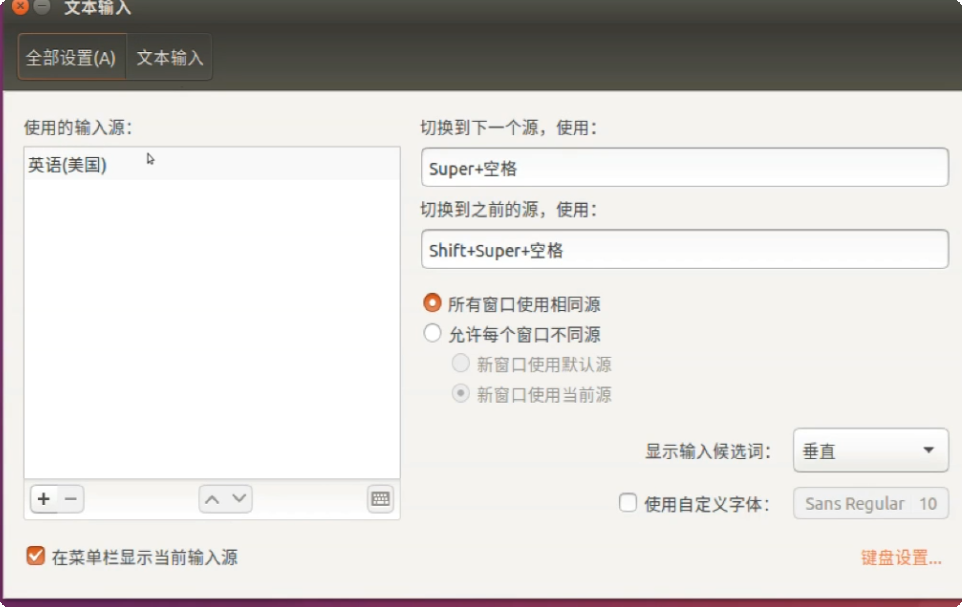 文本输入
全部设置(A) 文本输入
使用的输入源：
英语(美国)
切换到下一个源，使用：
Super+空格
切换到之前的源，使用：
Shift+Super+空格
所有窗口使用相同源
允许每个窗口不同源
新窗口使用默认源
新窗口使用当前源
显示输入候选词： 垂直
使用自定义字体： Sans Regular 10
在菜单栏显示当前输入源
键盘设置...